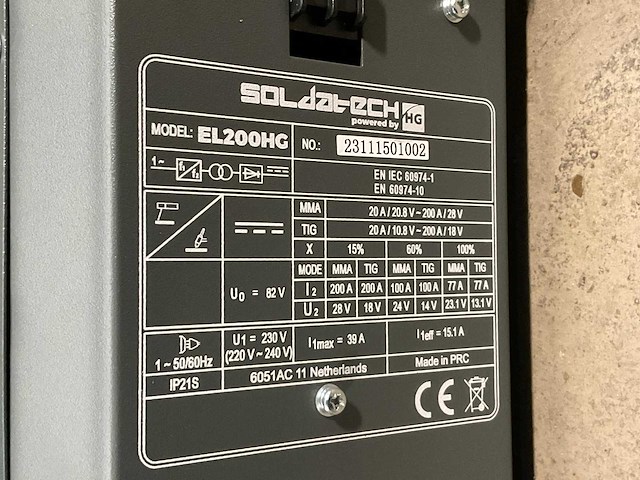 SOLDATECH
powered by HG
MODEL: EL200HG NO.: 23111501002
1~ f₁ f₂
EN IEC 60974-1
EN 60974-10
MMA 20 A / 20.8 V ~ 200 A / 28 V
TIG 20 A / 10.8 V ~ 200 A / 18 V
X 15% 60% 100%
MODE MMA TIG MMA TIG MMA TIG
U₀ = 82 V
I₂ 200 A 200 A 100 A 100 A 77 A 77 A
U₂ 28 V 18 V 24 V 14 V 23.1 V 13.1 V
1~50/60Hz
U1 = 230 V
(220 V ~ 240 V)
I1max = 39 A
I1eff = 15.1 A
IP21S 6051AC 11 Netherlands Made in PRC
CE